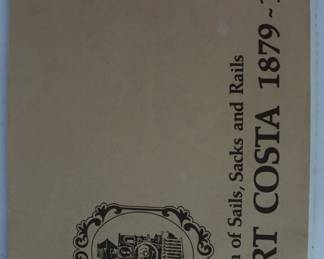 of Sails, Sacks and Rails
RT COSTA 1879 ~